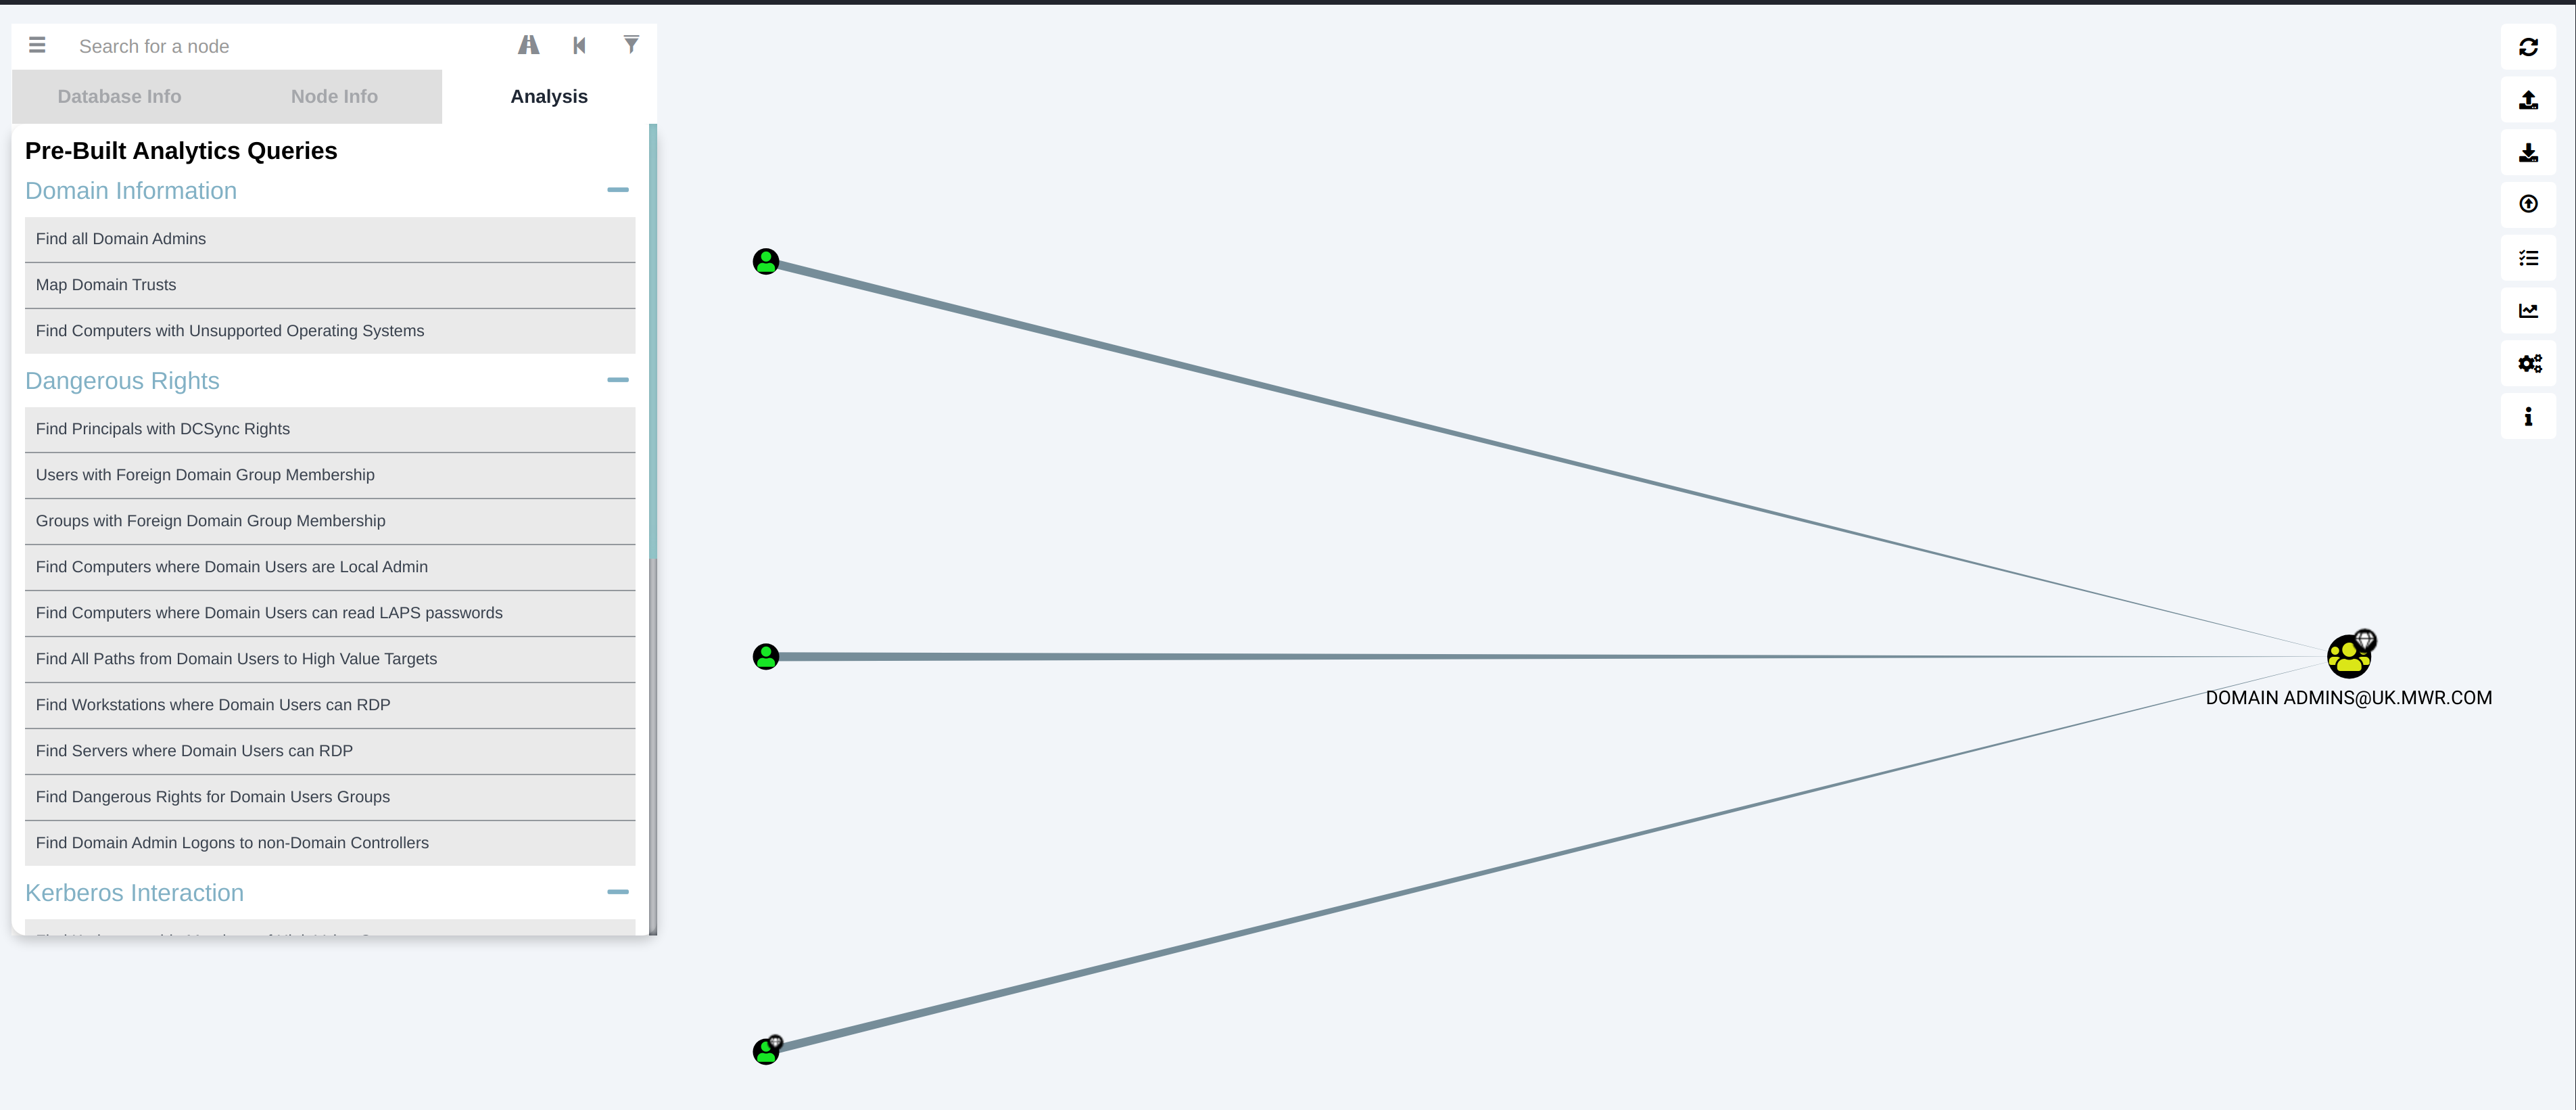 Search for a node
Database Info
Node Info
Analysis
Pre-Built Analytics Queries
Domain Information
Find all Domain Admins
Map Domain Trusts
Find Computers with Unsupported Operating Systems
Dangerous Rights
Find Principals with DCSync Rights
Users with Foreign Domain Group Membership
Groups with Foreign Domain Group Membership
Find Computers where Domain Users are Local Admin
Find Computers where Domain Users can read LAPS passwords
Find All Paths from Domain Users to High Value Targets
Find Workstations where Domain Users can RDP
Find Servers where Domain Users can RDP
Find Dangerous Rights for Domain Users Groups
Find Domain Admin Logons to non-Domain Controllers
Kerberos Interaction
DOMAIN ADMINS@UK.MWR.COM